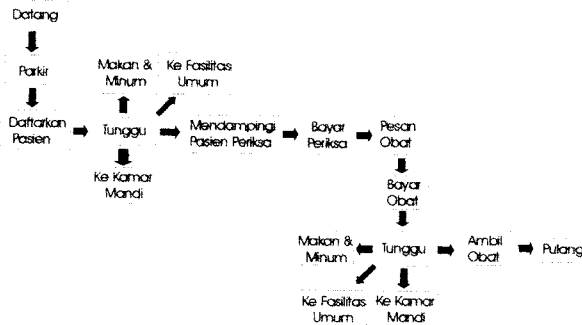 Datang
Parkir
Makan &
Minum
Ke Fasilitas
Umum
Daftarkan
Pasien
Tunggu
Mendampingi
Pasien Periksa
Bayar
Periksa
Pesan
Obat
Ke Kamar
Mandi
Bayar
Obat
Makan &
Minum
Tunggu
Ambil
Obat
Pulang
Ke Fasilitas
Umum
Ke Kamar
Mandi